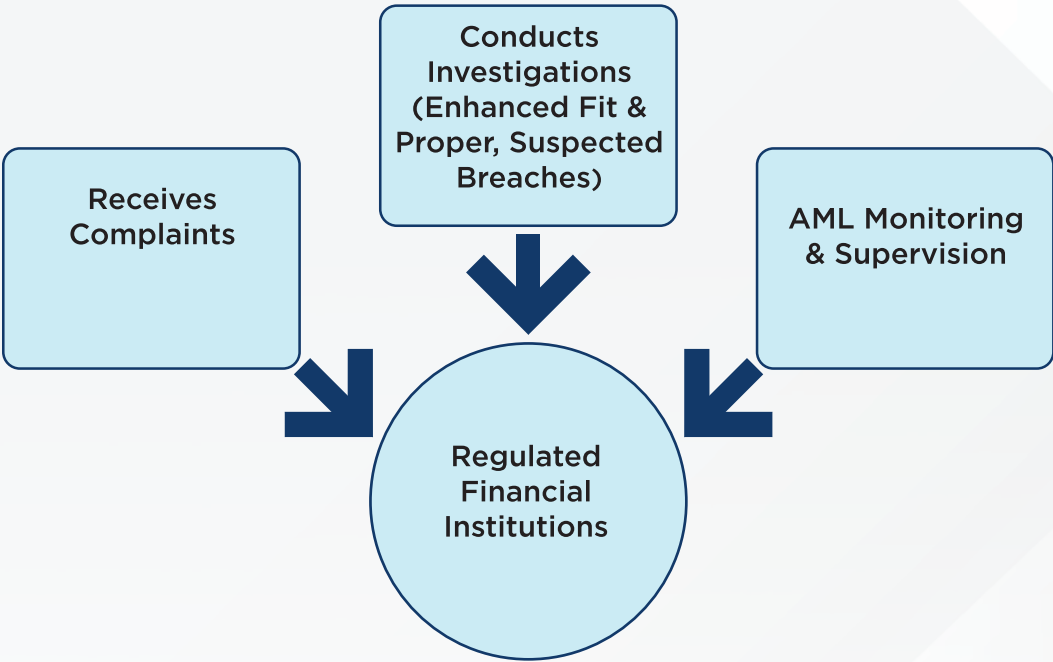 Conducts
Investigations
(Enhanced Fit &
Proper, Suspected
Breaches)
Receives
Complaints
AML Monitoring
& Supervision
Regulated
Financial
Institutions